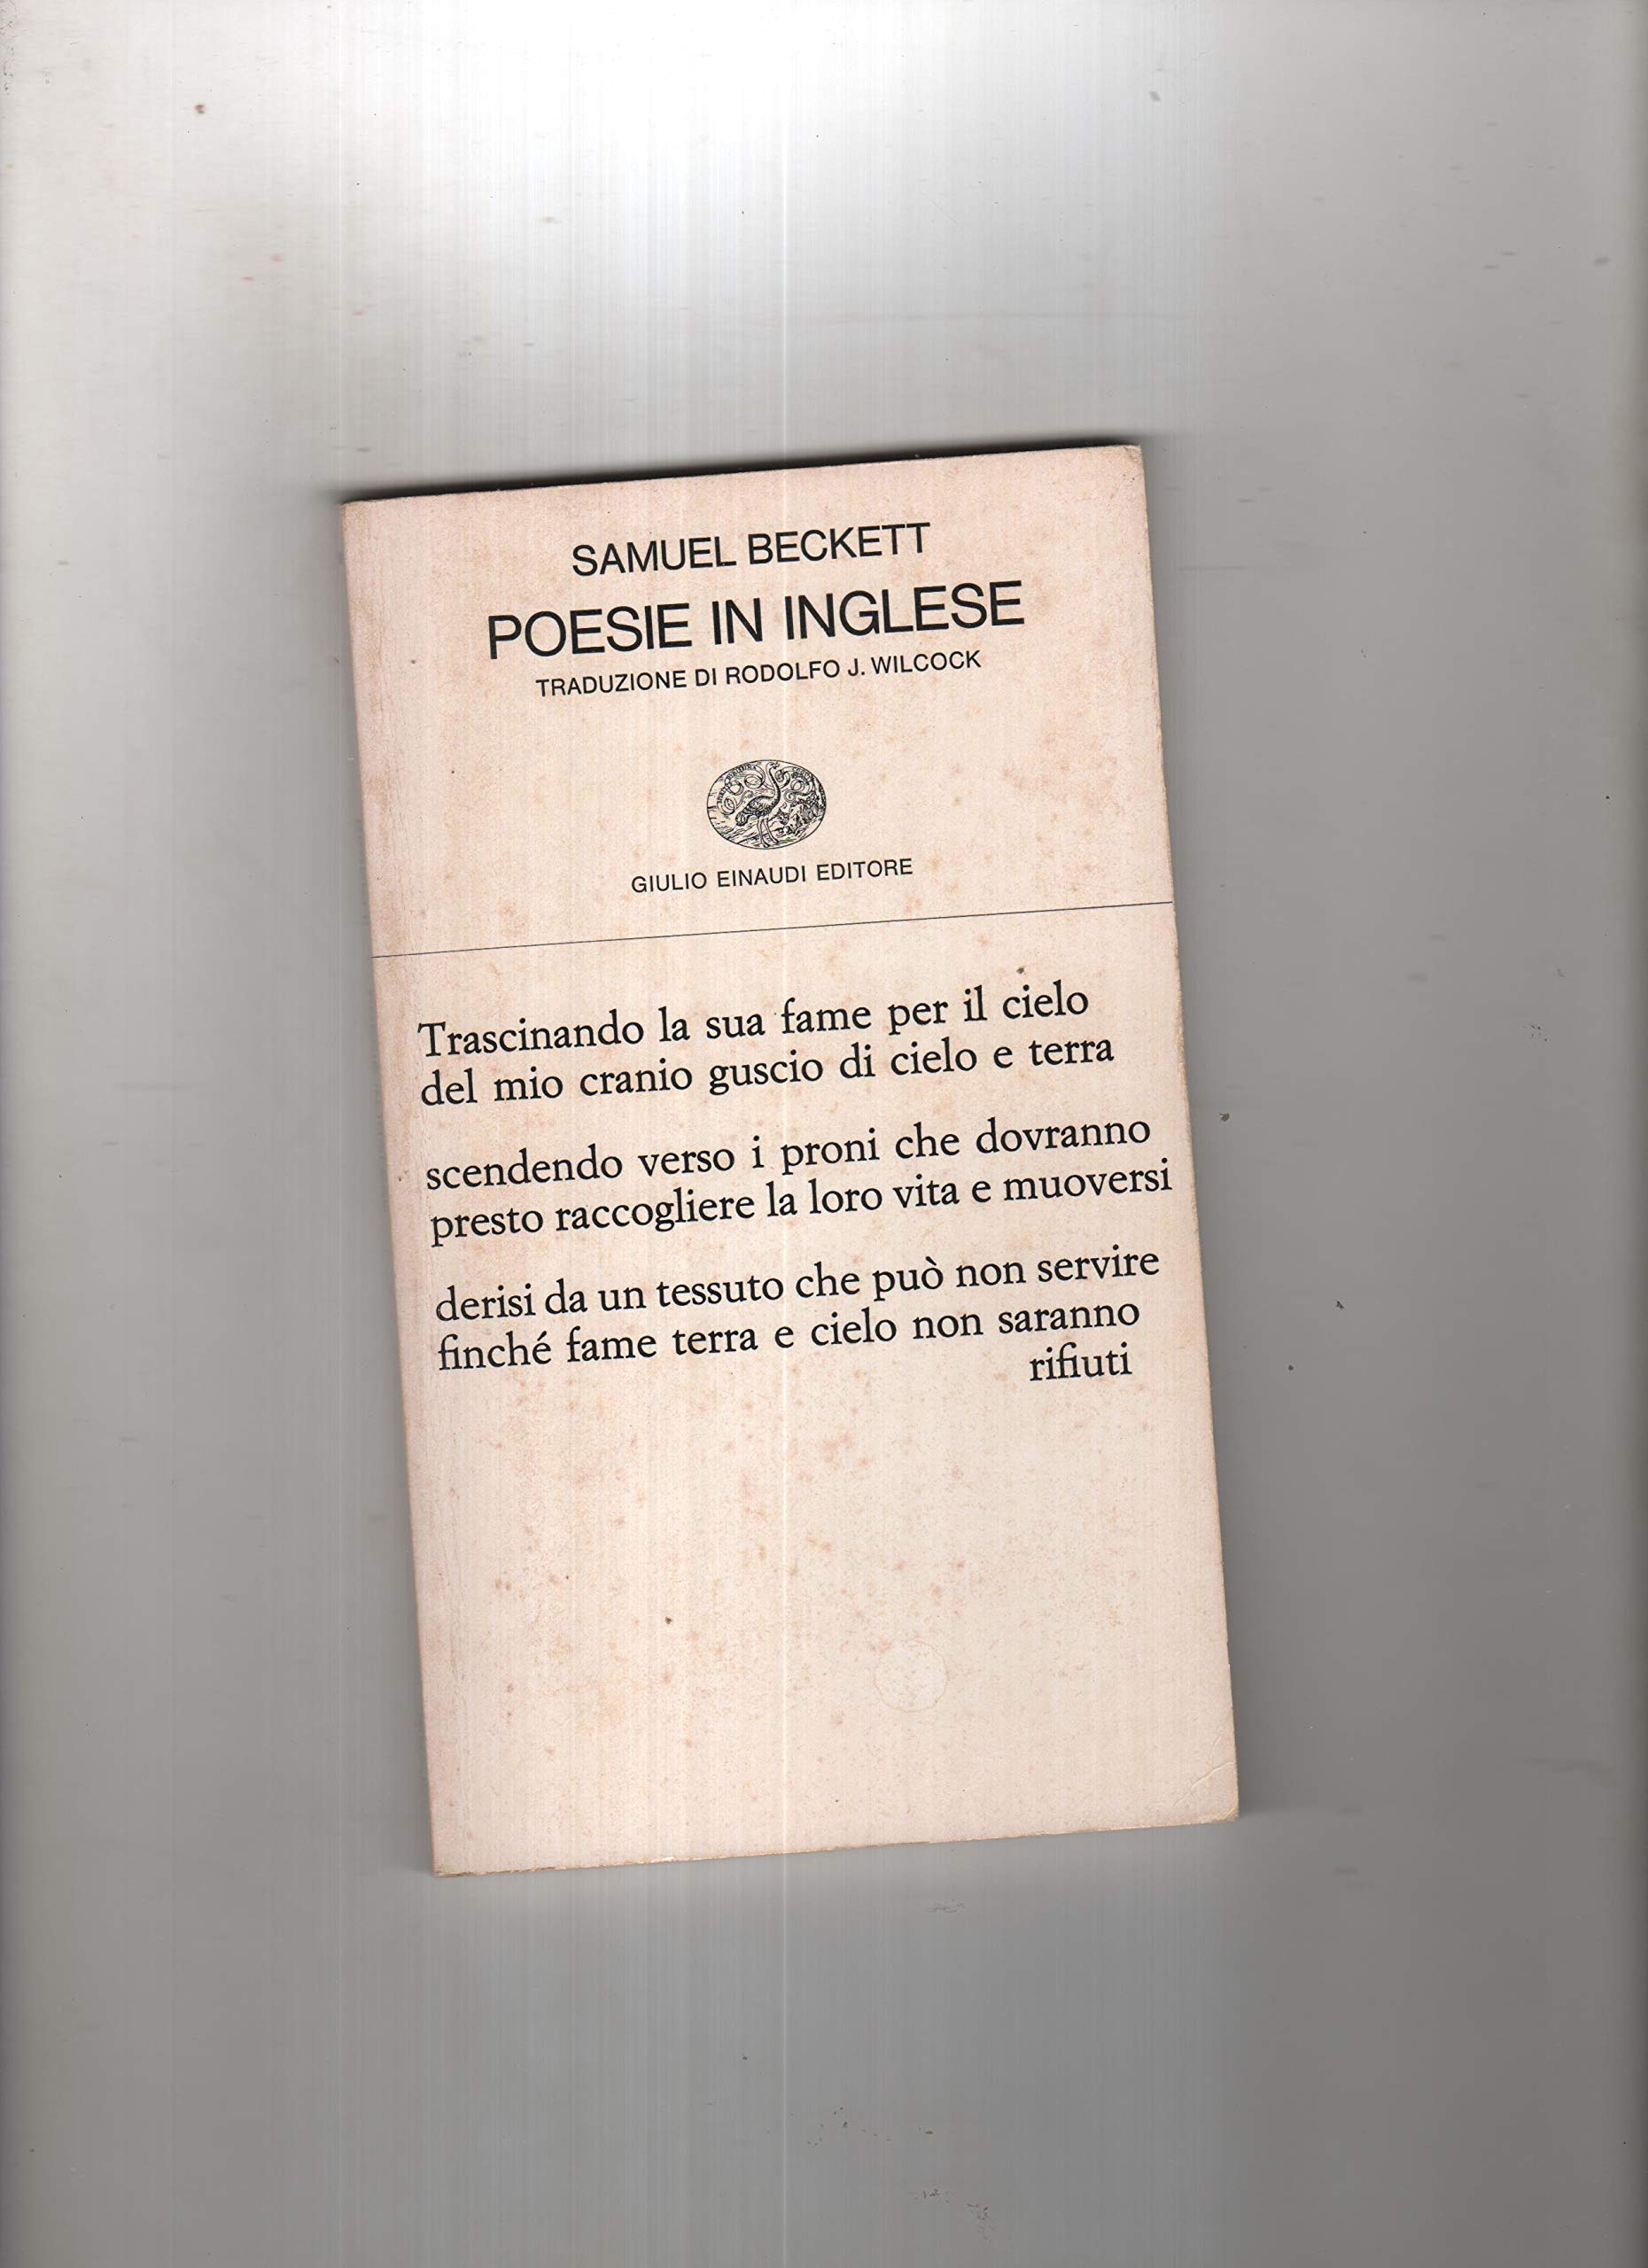 SAMUEL BECKETT
POESIE IN INGLESE
TRADUZIONE DI RODOLFO J. WILCOCK
GIULIO EINAUDI EDITORE
Trascinando la sua fame per il cielo
del mio cranio guscio di cielo e terra
scendendo verso i proni che dovranno
presto raccogliere la loro vita e muoversi
derisi da un tessuto che può non servire
finché fame terra e cielo non saranno
rifiuti